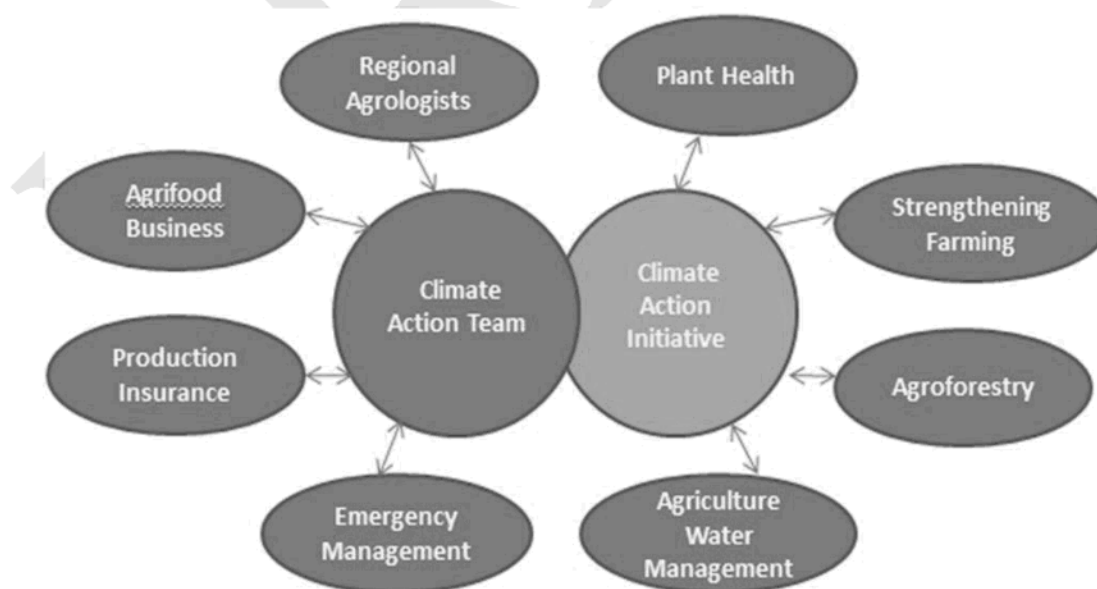 Regional
Agrologists
Plant Health
Agrifood
Business
Strengthening
Farming
Climate
Action Team
Climate
Action
Initiative
Production
Insurance
Agroforestry
Emergency
Management
Agriculture
Water
Management